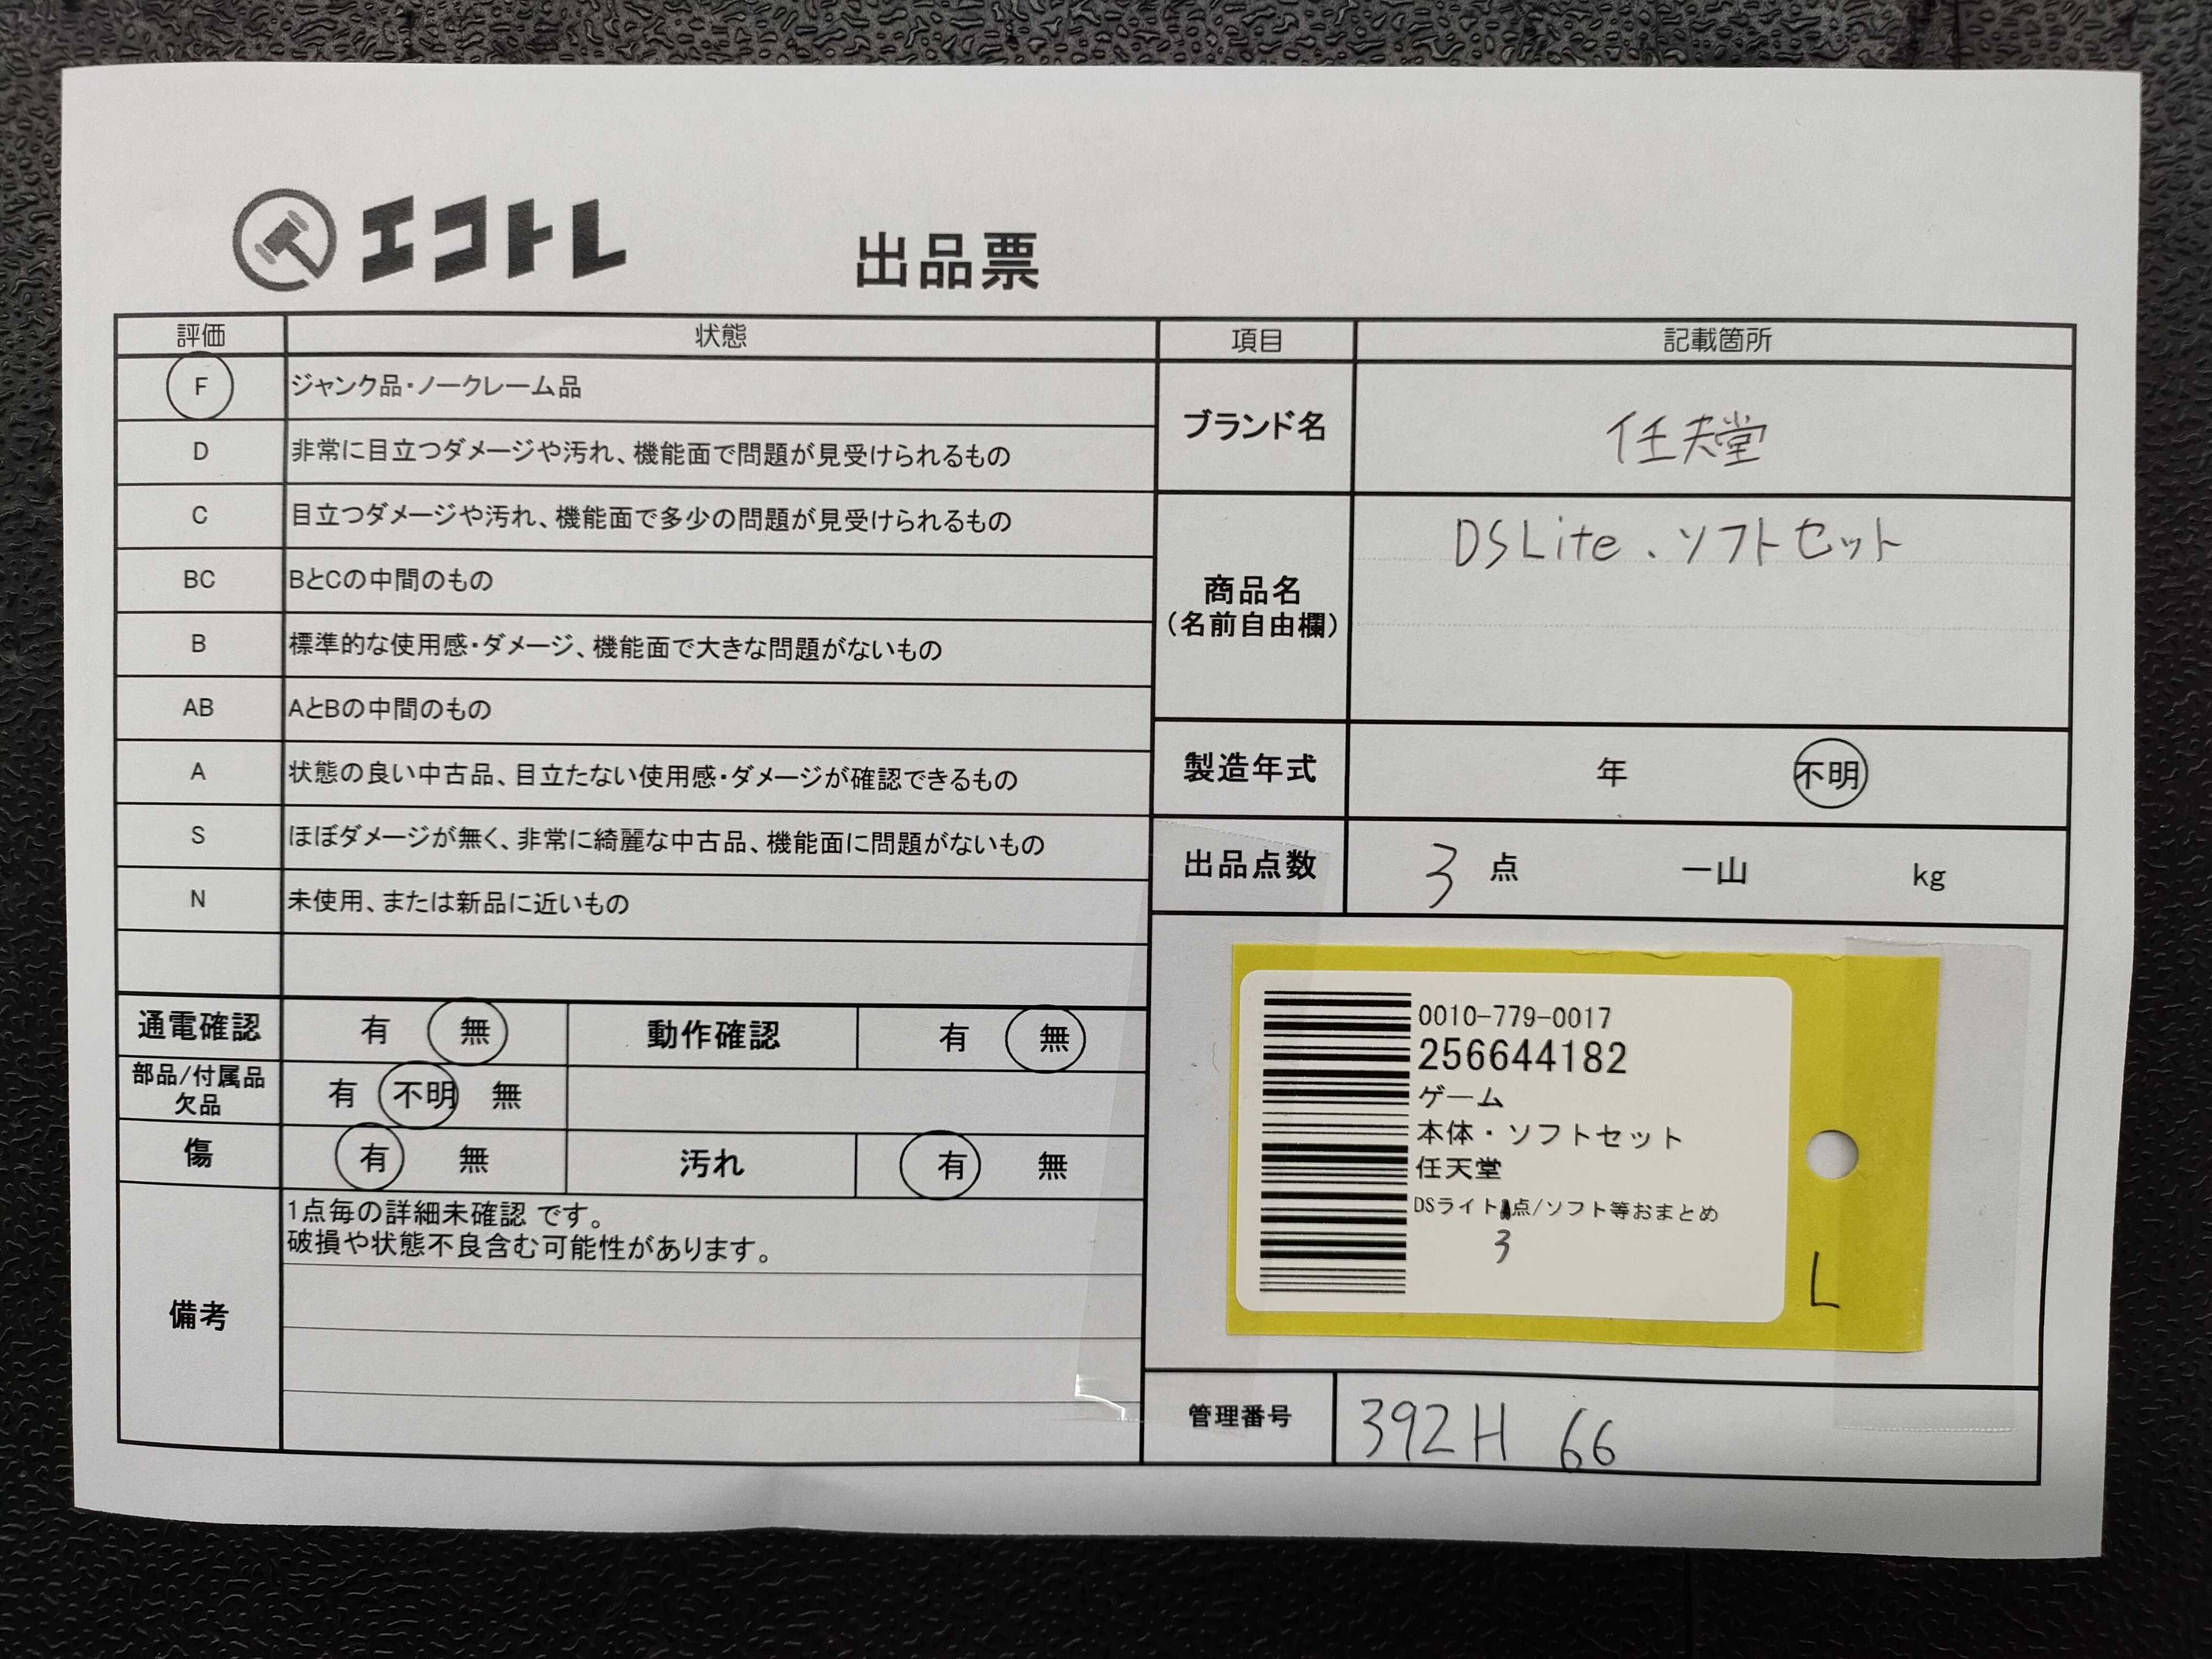 エコトレ
出品票
評価 状態
F ジャンク品・ノークレーム品
D 非常に目立つダメージや汚れ、機能面で問題が見受けられるもの
C 目立つダメージや汚れ、機能面で多少の問題が見受けられるもの
BC BとCの中間のもの
B 標準的な使用感・ダメージ、機能面で大きな問題がないもの
AB AとBの中間のもの
A 状態の良い中古品、目立たない使用感・ダメージが確認できるもの
S ほぼダメージが無く、非常に綺麗な中古品、機能面に問題がないもの
N 未使用、または新品に近いもの
通電確認 有 無 動作確認 有 無
部品/付属品
欠品 有 不明 無
傷 有 無 汚れ 有 無
備考
1点毎の詳細未確認 です。
破損や状態不良含む可能性があります。
項目 記載箇所
ブランド名 任天堂
商品名
(名前自由欄)
DSLite、ソフトセット
製造年式 年 不明
出品点数 3 点 一山 kg
0010-779-0017
256644182
ゲーム
本体・ソフトセット
任天堂
DSライト点/ソフト等おまとめ
3
L
管理番号 392H 66